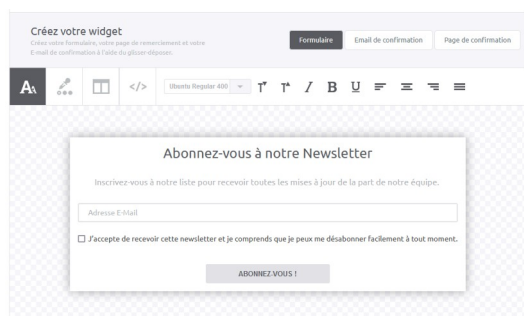 Créez votre widget
Créez votre formulaire, votre page de remerciement et votre
E-mail de confirmation à l'aide du glisser-déposer.
Formulaire
Email de confirmation
Page de confirmation
AA
</>
Ubento Regular 400
T T I B U
Abonnez-vous à notre Newsletter
Inscrivez-vous à notre liste pour recevoir toutes les mises à jour de la part de notre équipe.
Adresse E-Mail
J'accepte de recevoir cette newsletter et je comprends que je peux me désabonner facilement à tout moment.
ABONNEZ-VOUS !